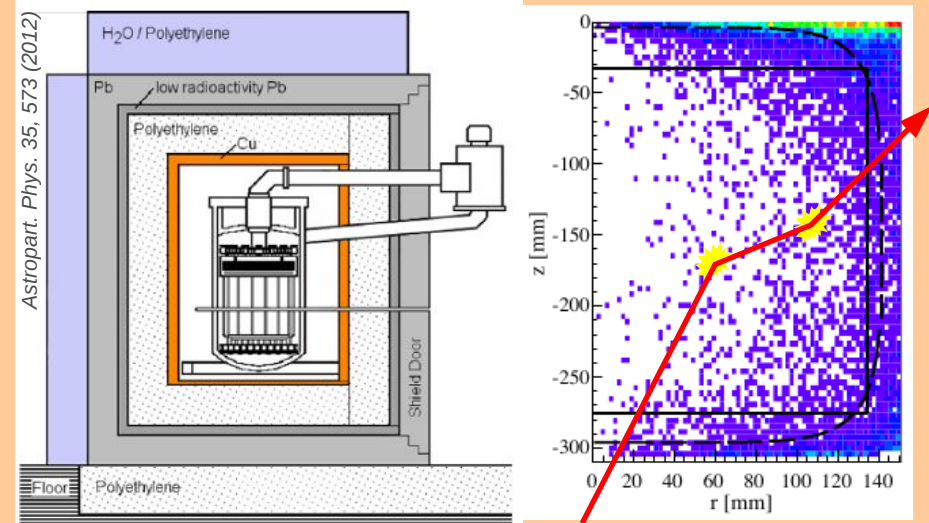 Astropart. Phys. 35, 573 (2012)
H2O / Polyethylene
Pb
low radioactivity Pb
Polyethylene
Cu
Shield Door
Floor
Polyethylene
z [mm]
0
-50
-100
-150
-200
-250
-300
0 20 40 60 80 100 120 140
r [mm]